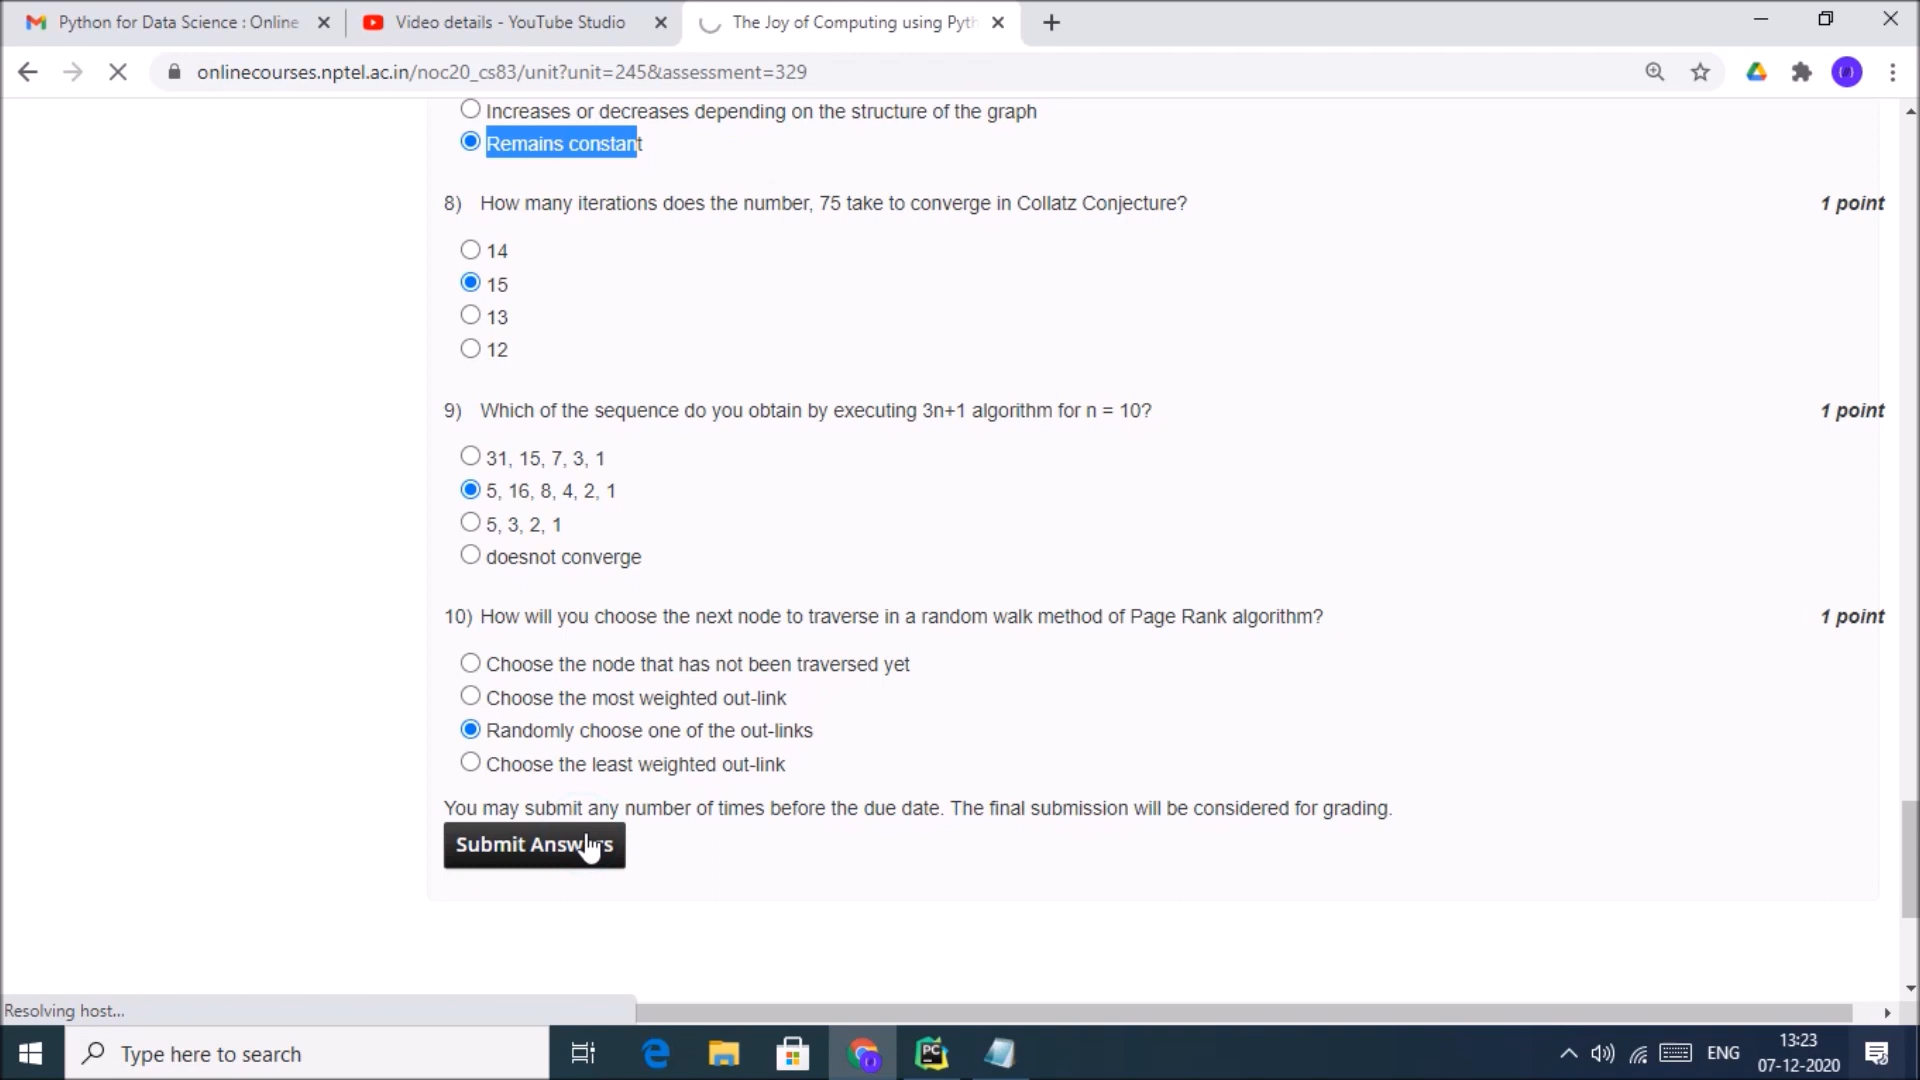 Python for Data Science : Online
Video details - YouTube Studio
The Joy of Computing using Pyth
onlinecourses.nptel.ac.in/noc20_cs83/unit?unit=245&assessment=329
Increases or decreases depending on the structure of the graph
Remains constant
8) How many iterations does the number, 75 take to converge in Collatz Conjecture? 1 point
14
15
13
12
9) Which of the sequence do you obtain by executing 3n+1 algorithm for n = 10? 1 point
31, 15, 7, 3, 1
5, 16, 8, 4, 2, 1
5, 3, 2, 1
doesnot converge
10) How will you choose the next node to traverse in a random walk method of Page Rank algorithm? 1 point
Choose the node that has not been traversed yet
Choose the most weighted out-link
Randomly choose one of the out-links
Choose the least weighted out-link
You may submit any number of times before the due date. The final submission will be considered for grading.
Submit Answers
Resolving host...
Type here to search
PC
ENG
13:23
07-12-2020